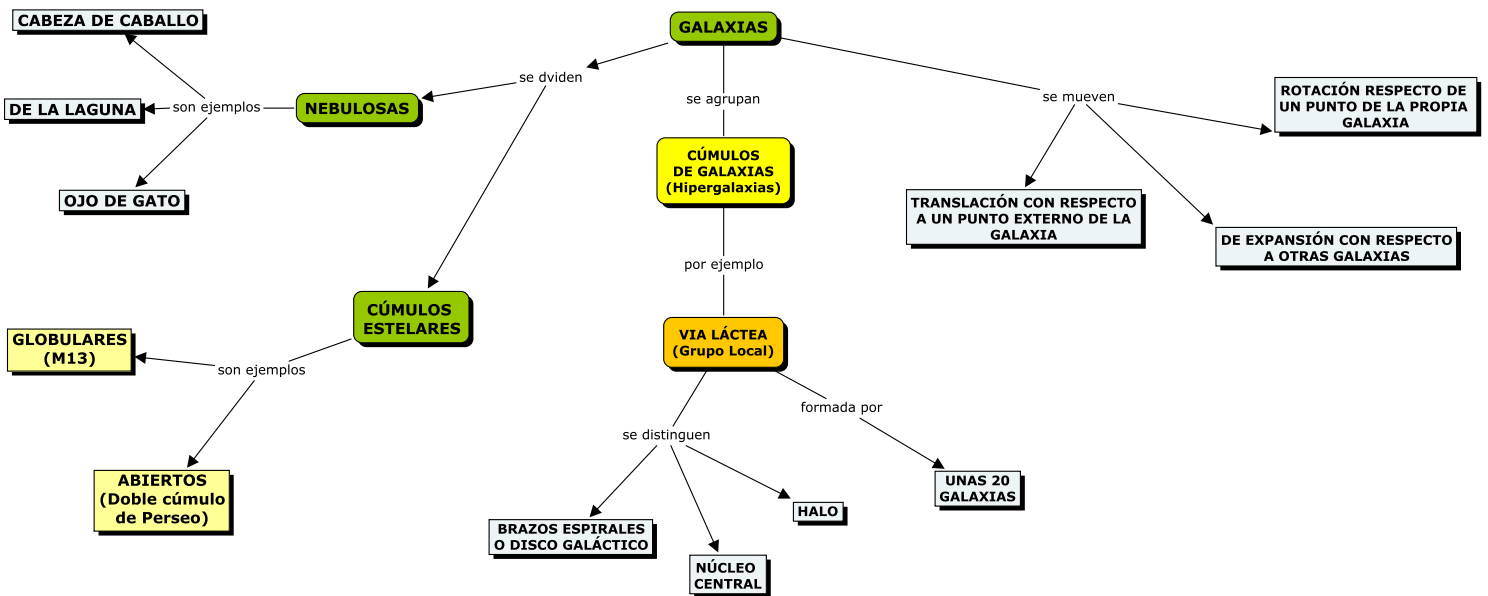 GALAXIAS
se dviden
NEBULOSAS
son ejemplos
CABEZA DE CABALLO
DE LA LAGUNA
OJO DE GATO
CÚMULOS
ESTELARES
son ejemplos
GLOBULARES
(M13)
ABIERTOS
(Doble cúmulo
de Perseo)
se agrupan
CÚMULOS
DE GALAXIAS
(Hipergalaxias)
por ejemplo
VIA LÁCTEA
(Grupo Local)
se distinguen
BRAZOS ESPIRALES
O DISCO GALÁCTICO
NÚCLEO
CENTRAL
HALO
formada por
UNAS 20
GALAXIAS
se mueven
TRANSLACIÓN CON RESPECTO
A UN PUNTO EXTERNO DE LA
GALAXIA
DE EXPANSIÓN CON RESPECTO
A OTRAS GALAXIAS
ROTACIÓN RESPECTO DE
UN PUNTO DE LA PROPIA
GALAXIA